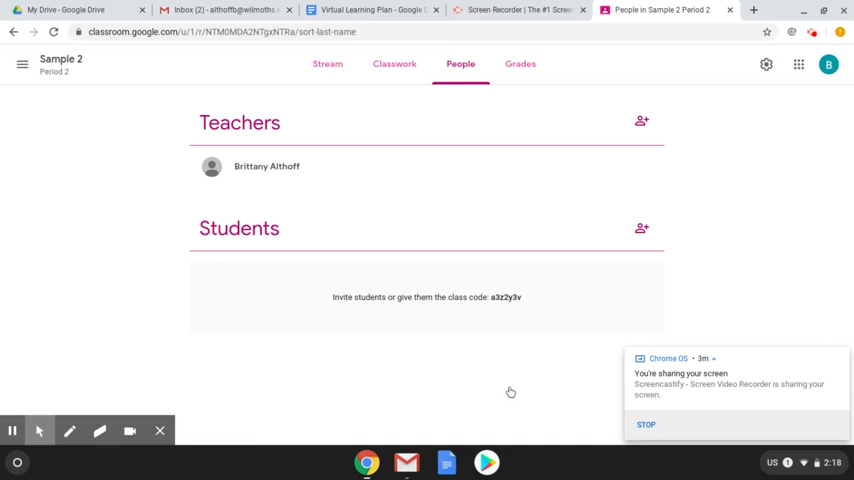 My Drive - Google Drive
Inbox (2) - althoffb@wilmoths.k
Virtual Learning Plan - Google D
Screen Recorder | The #1 Screen
People in Sample 2 Period 2
classroom.google.com/u/1/r/NTM0MDA2NTgxNTRa/sort-last-name
Sample 2
Period 2
Stream
Classwork
People
Grades
B
Teachers
Brittany Althoff
Students
Invite students or give them the class code: a3z2y3v
Chrome OS • 3m
You're sharing your screen
Screencastify - Screen Video Recorder is sharing your
screen.
STOP
US 1 2:18